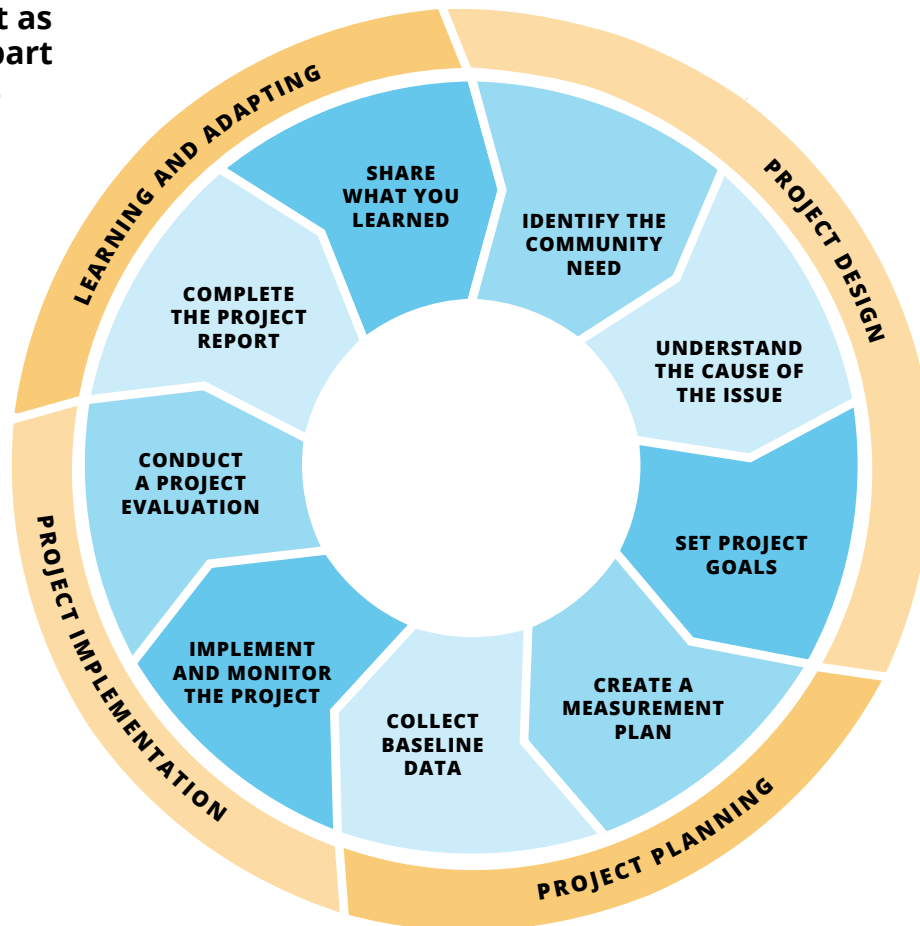 t as
part
LEARNING AND ADAPTING
PROJECT DESIGN
PROJECT PLANNING
PROJECT IMPLEMENTATION
SHARE
WHAT YOU
LEARNED
IDENTIFY THE
COMMUNITY
NEED
UNDERSTAND
THE CAUSE OF
THE ISSUE
SET PROJECT
GOALS
CREATE A
MEASUREMENT
PLAN
COLLECT
BASELINE
DATA
IMPLEMENT
AND MONITOR
THE PROJECT
CONDUCT
A PROJECT
EVALUATION
COMPLETE
THE PROJECT
REPORT